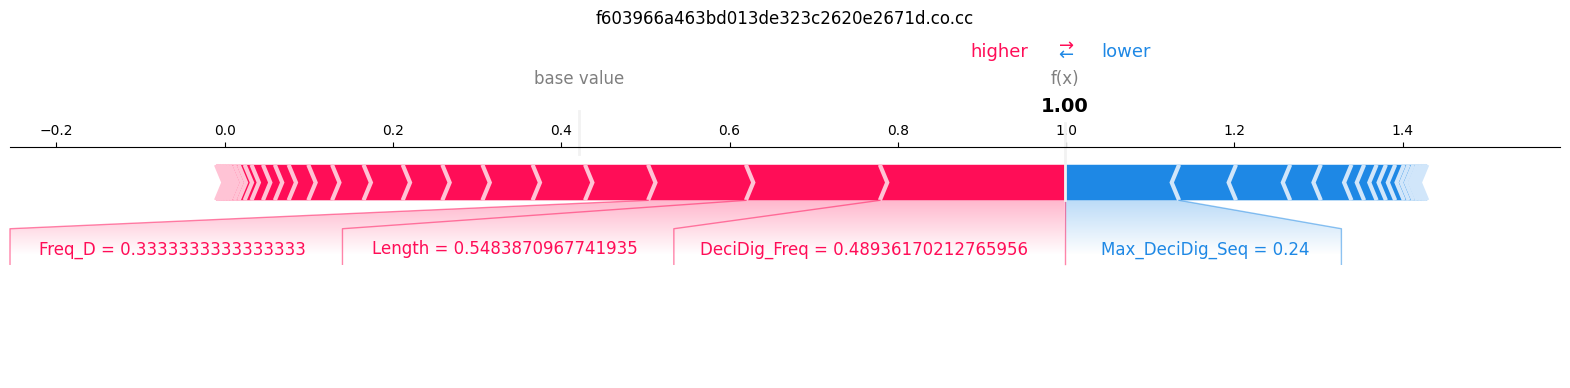 f603966a463bd013de323c2620e2671d.co.cc
higher ⇄ lower
base value f(x)
1.00
−0.2 0.0 0.2 0.4 0.6 0.8 1.0 1.2 1.4
Freq_D = 0.3333333333333333 Length = 0.5483870967741935 DeciDig_Freq = 0.48936170212765956 Max_DeciDig_Seq = 0.24